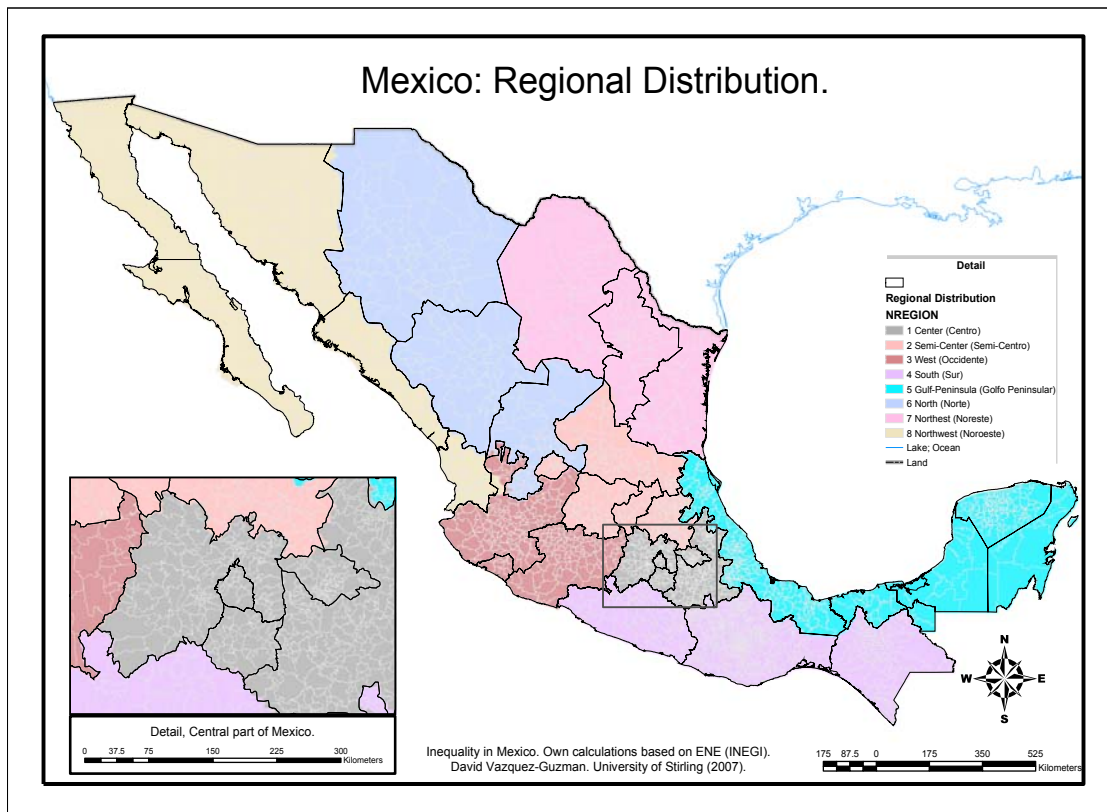 Mexico: Regional Distribution.
Detail
Regional Distribution
NREGION
1 Center (Centro)
2 Semi-Center (Semi-Centro)
3 West (Occidente)
4 South (Sur)
5 Gulf-Peninsula (Golfo Peninsular)
6 North (Norte)
7 Northest (Noreste)
8 Northwest (Noroeste)
Lake; Ocean
Land
N
W E
S
Detail, Central part of Mexico.
0 37.5 75 150 225 300
Kilometers
Inequality in Mexico. Own calculations based on ENE (INEGI).
David Vazquez-Guzman. University of Stirling (2007).
175 87.5 0 175 350 525
Kilometers